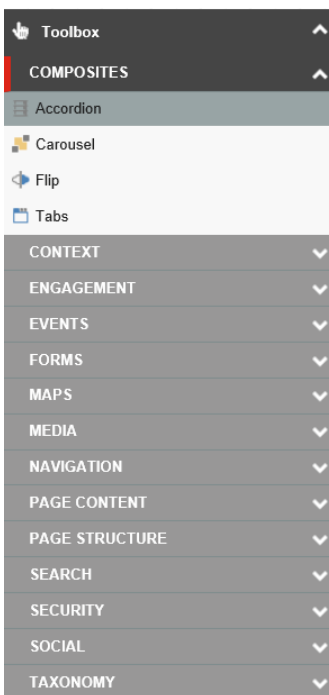 Toolbox
COMPOSITES
Accordion
Carousel
Flip
Tabs
CONTEXT
ENGAGEMENT
EVENTS
FORMS
MAPS
MEDIA
NAVIGATION
PAGE CONTENT
PAGE STRUCTURE
SEARCH
SECURITY
SOCIAL
TAXONOMY